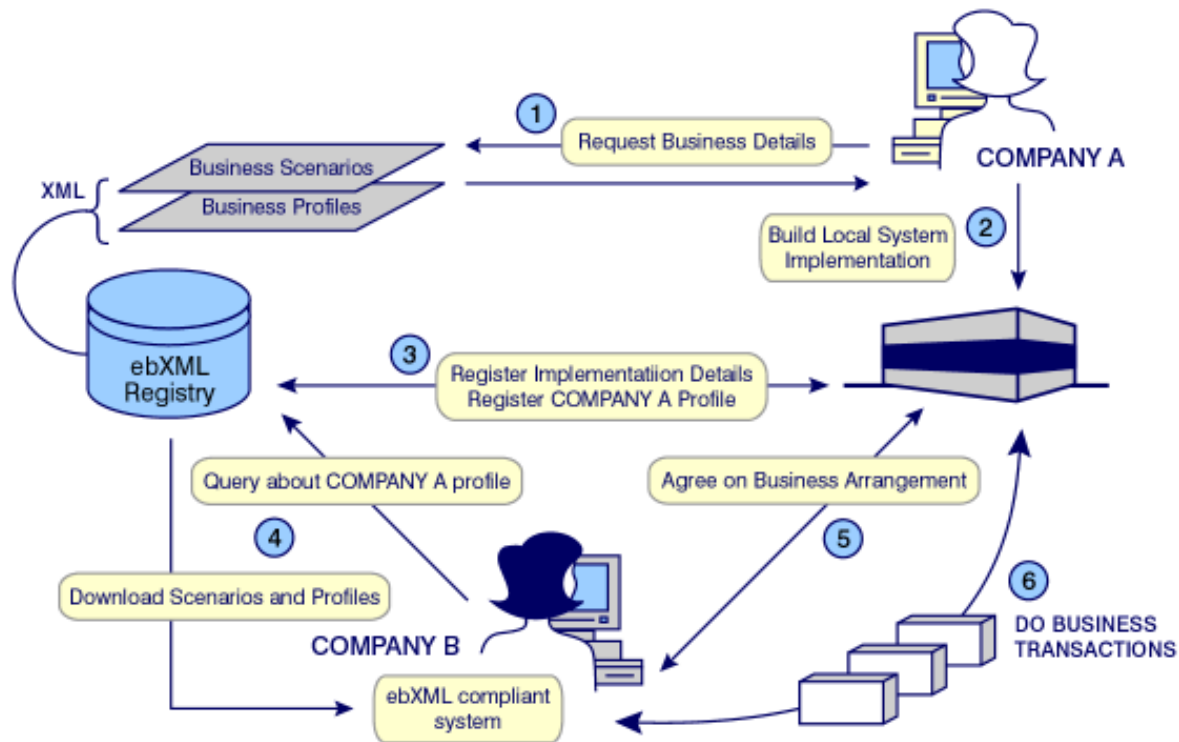 1
Request Business Details
COMPANY A
Business Scenarios
XML
Business Profiles
2
Build Local System
Implementation
3
ebXML
Registry
Register Implementatiion Details
Register COMPANY A Profile
Query about COMPANY A profile
Agree on Business Arrangement
4
5
6
Download Scenarios and Profiles
DO BUSINESS
TRANSACTIONS
COMPANY B
ebXML compliant
system